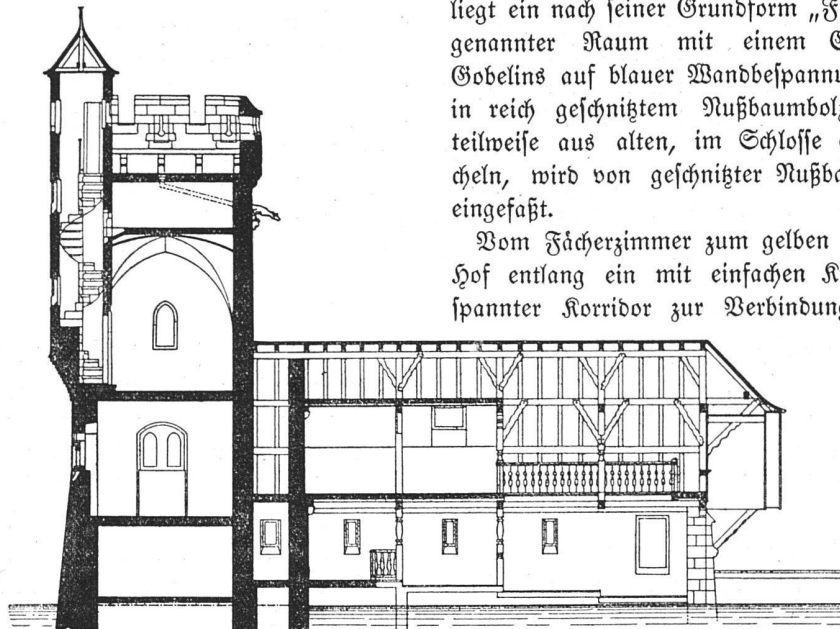 liegt ein nach ſeiner Grundform „F
genannter Raum mit einem
Gobelins auf blauer Wandbeſpannu
in reich geſchnitztem Nußbaumholz
teilweiſe aus alten, im Schloſſe
cheln, wird von geſchnitzter Nußba
eingefaßt.
Vom Fächerzimmer zum gelben
Hof entlang ein mit einfachen K
ſpannter Korridor zur Verbindung